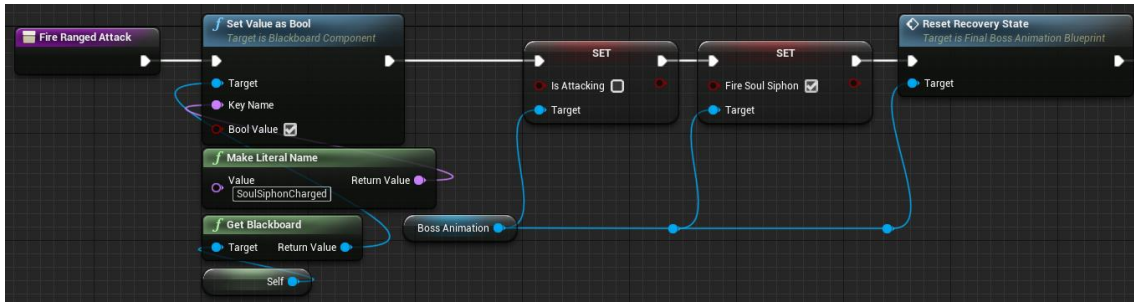 Fire Ranged Attack
Set Value as Bool
Target is Blackboard Component
Target
Key Name
Bool Value
Make Literal Name
Value
Return Value
SoulSiphonCharged
Get Blackboard
Target
Return Value
Self
SET
Is Attacking
Target
Boss Animation
SET
Fire Soul Siphon
Target
Reset Recovery State
Target is Final Boss Animation Blueprint
Target